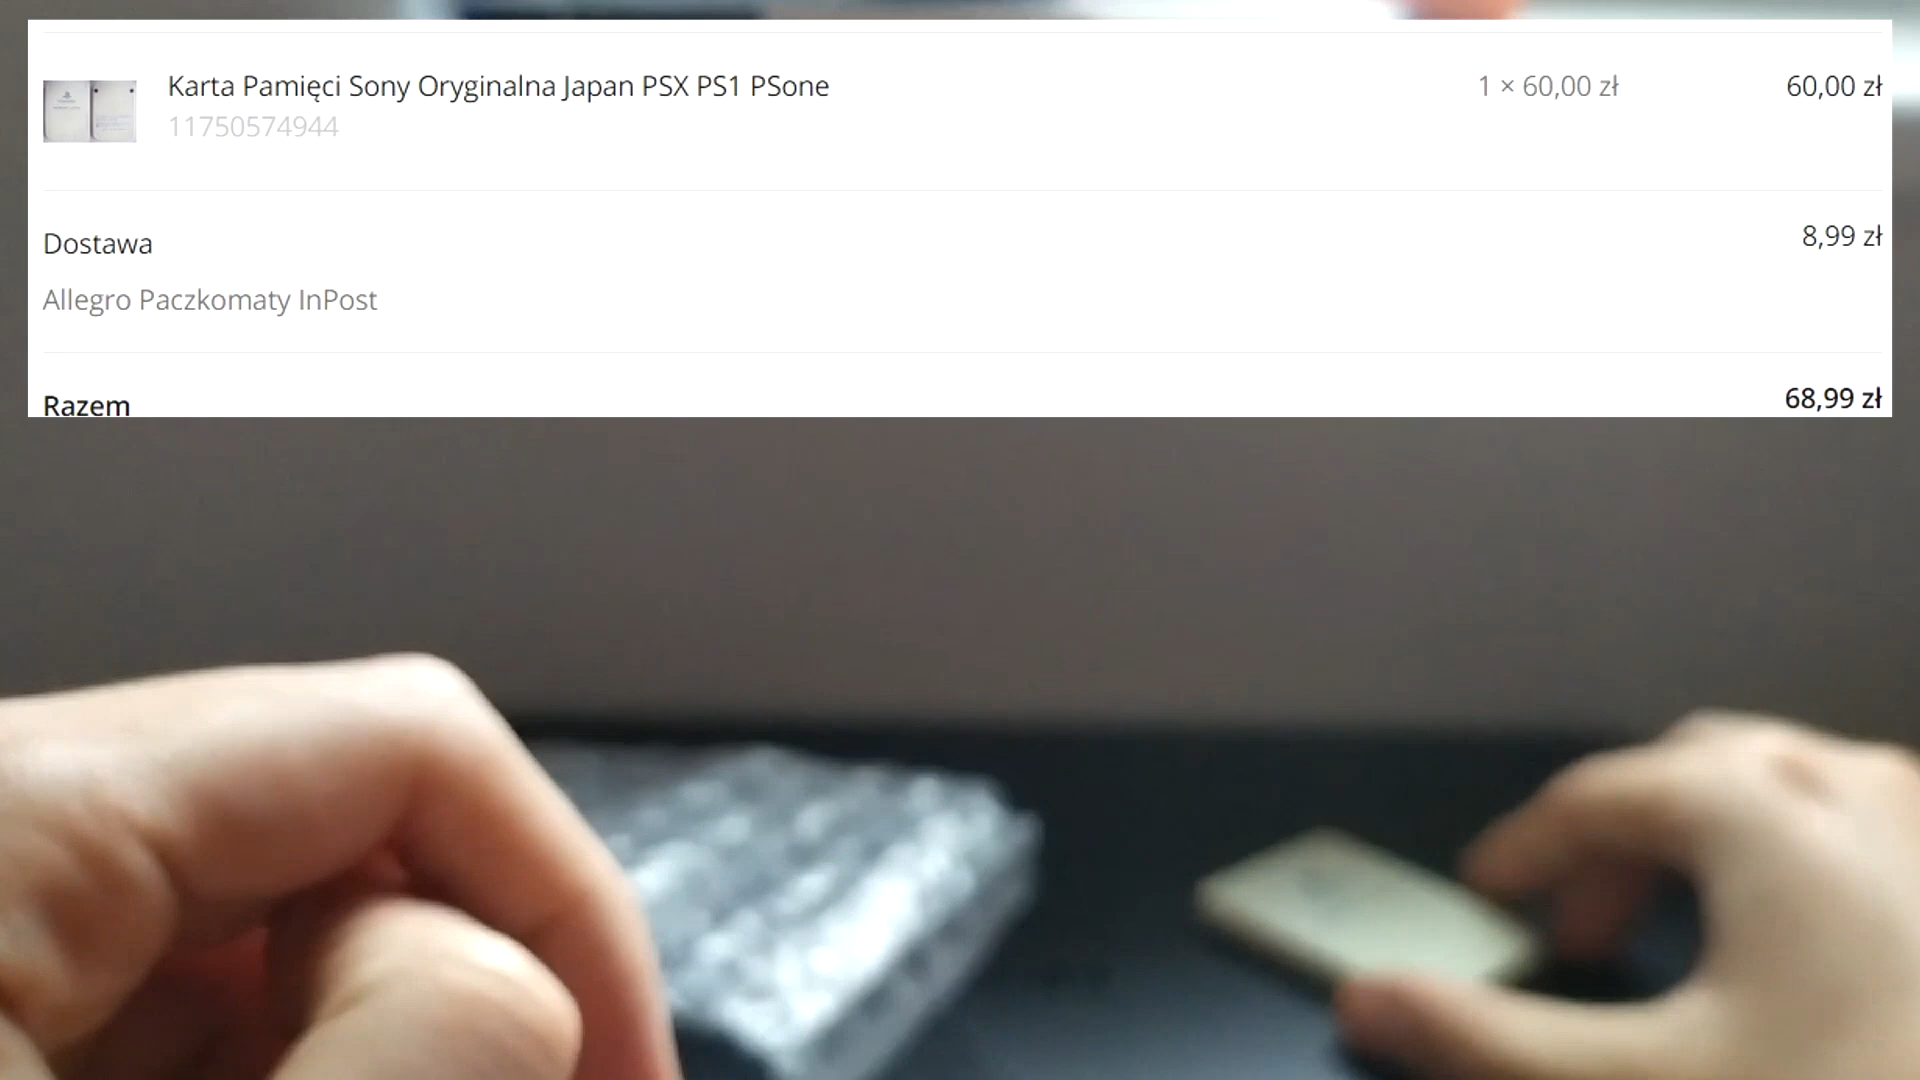 Karta Pamięci Sony Oryginalna Japan PSX PS1 PSone 1 × 60,00 zł 60,00 zł
11750574944
Dostawa 8,99 zł
Allegro Paczkomaty InPost
Razem 68,99 zł